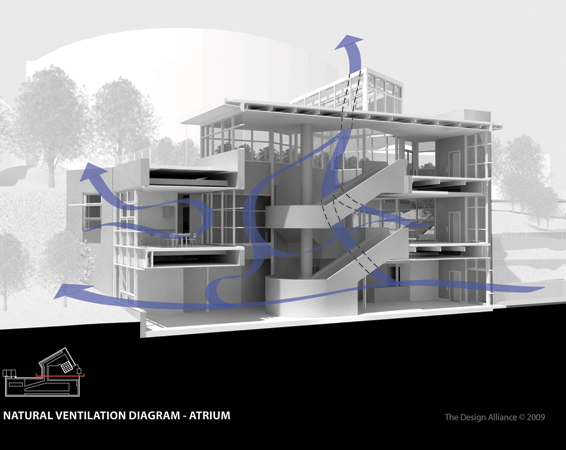 NATURAL VENTILATION DIAGRAM - ATRIUM
The Design Alliance © 2009